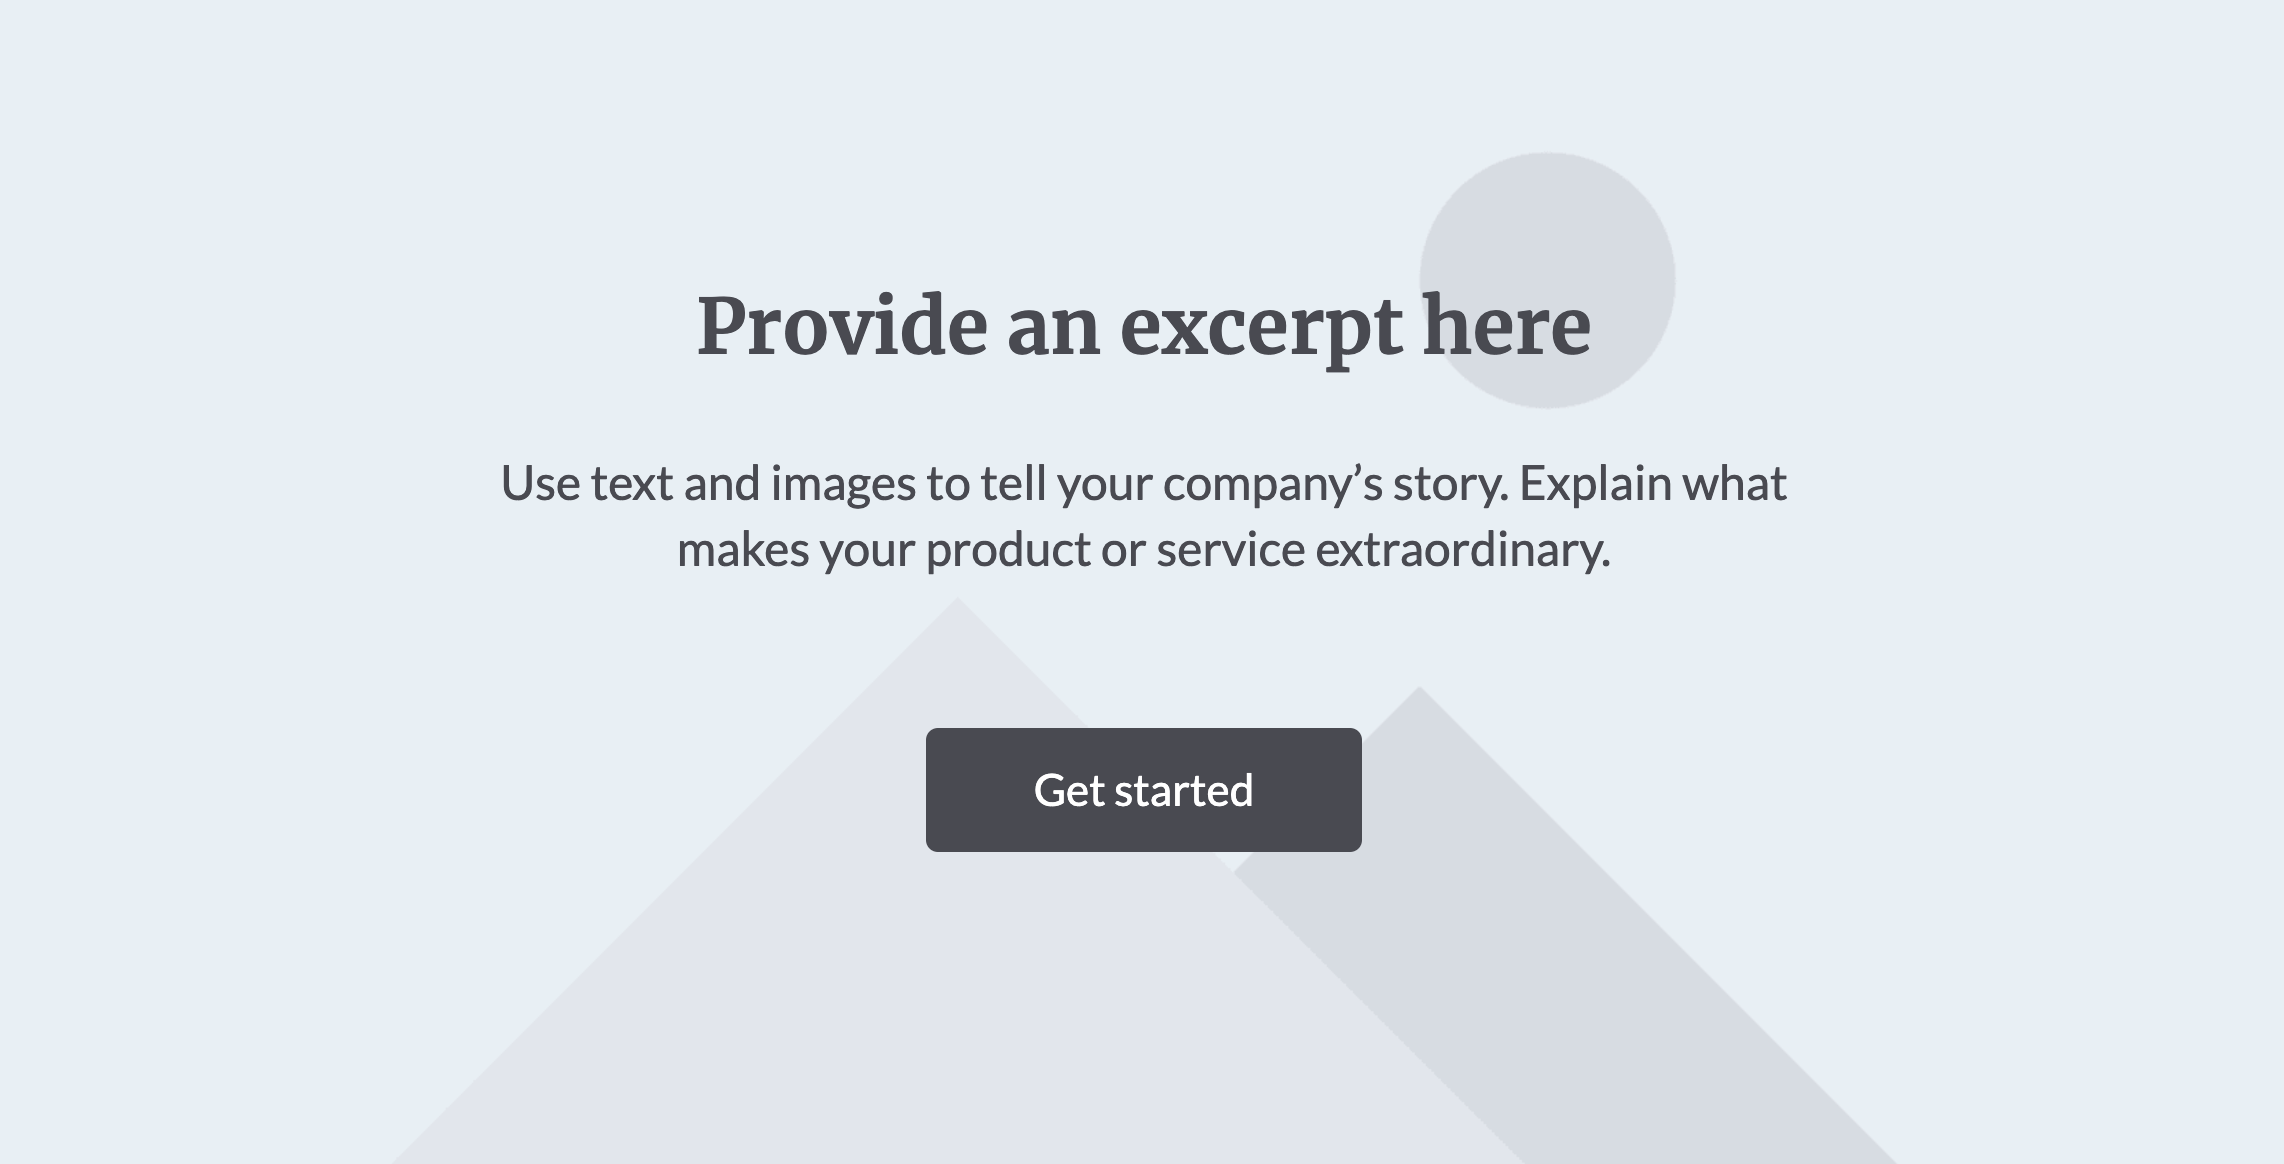 Provide an excerpt here
Use text and images to tell your company’s story. Explain what
makes your product or service extraordinary.
Get started